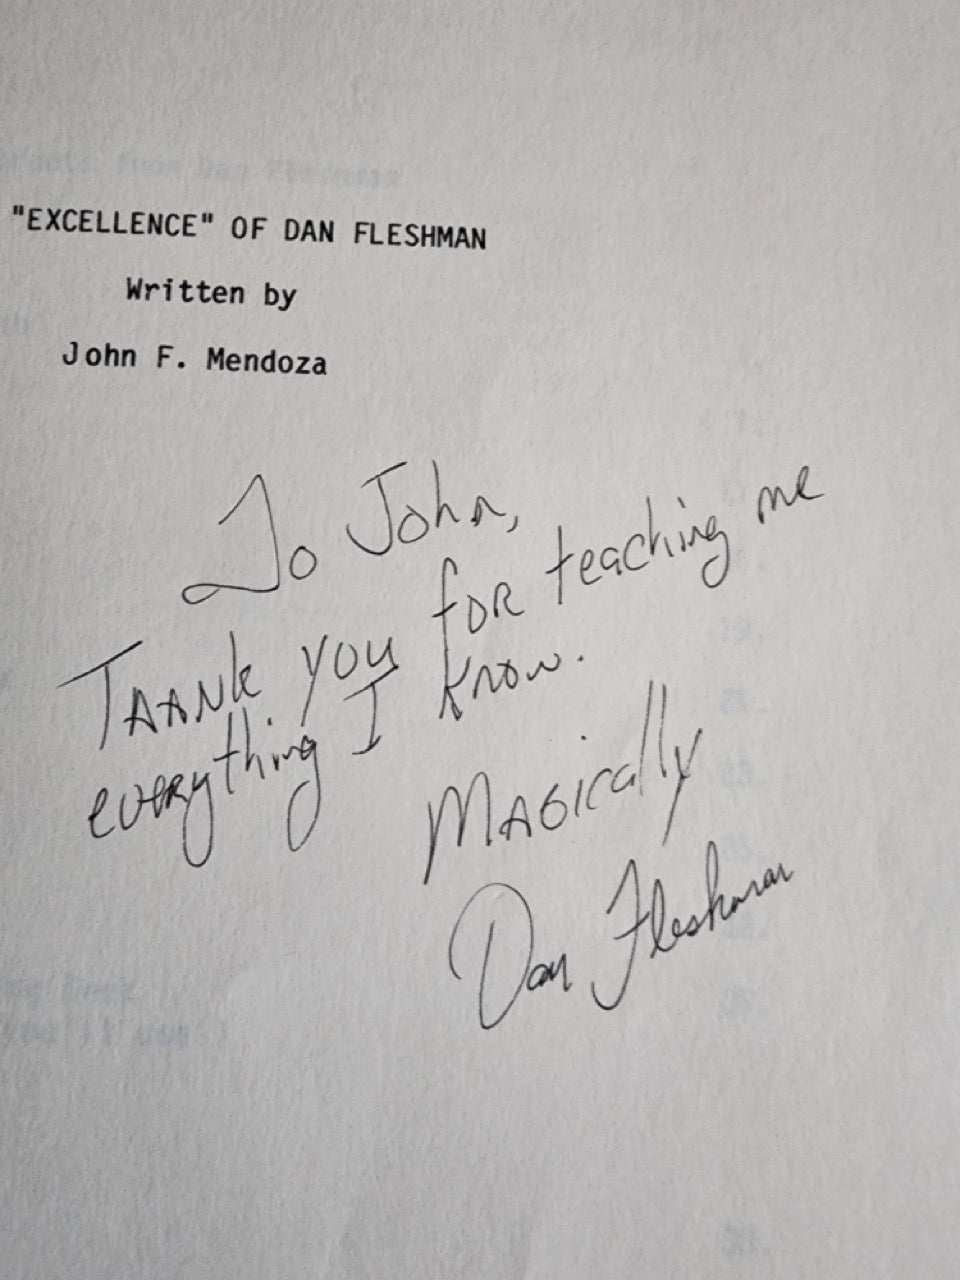 "EXCELLENCE" OF DAN FLESHMAN
Written by
John F. Mendoza
To John,
Thank you for teaching me
everything I know.
Magically
Dan Fleshman